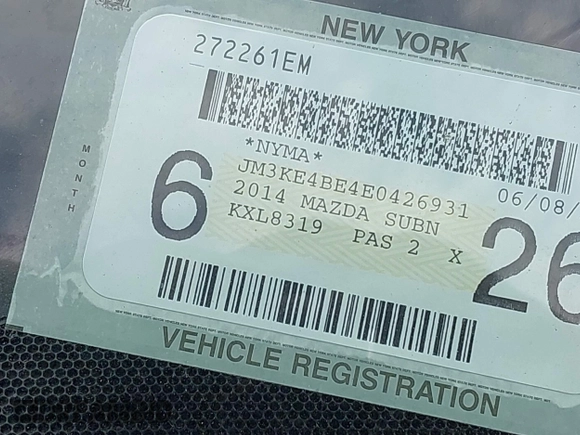 NEW YORK
272261EM
*NYMA*
JM3KE4BE4E0426931
06/08/
2014 MAZDA SUBN
KXL8319 PAS 2 X
MONTH
6
26
VEHICLE REGISTRATION